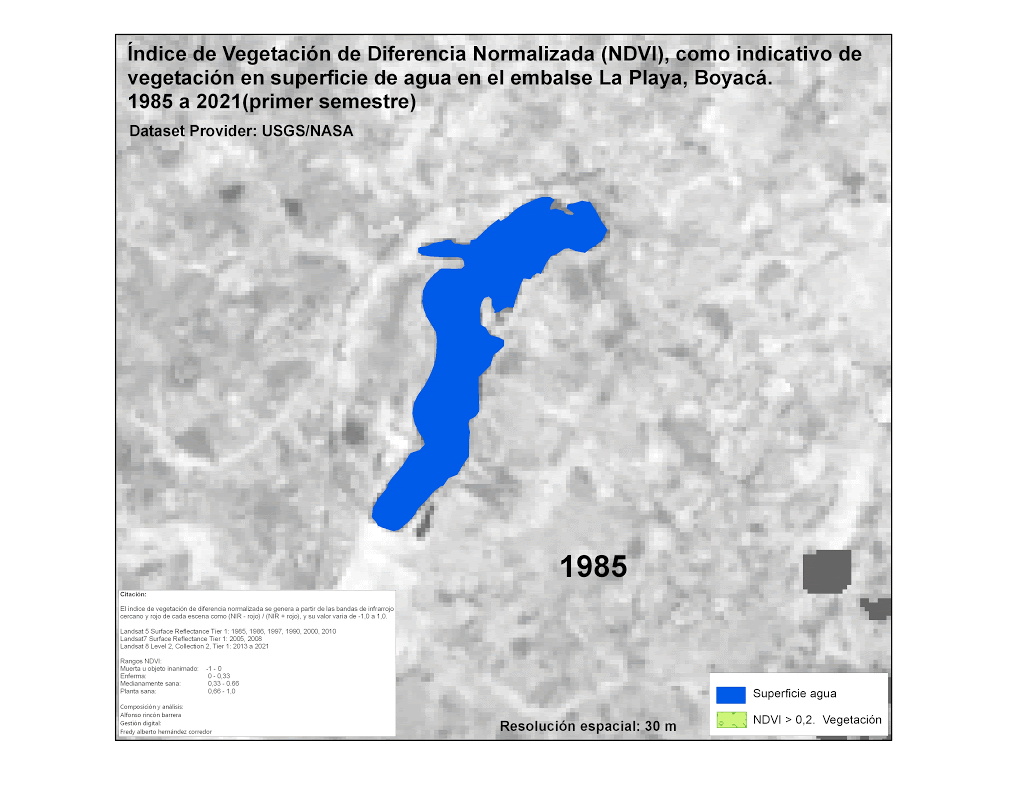 Índice de Vegetación de Diferencia Normalizada (NDVI), como indicativo de
vegetación en superficie de agua en el embalse La Playa, Boyacá.
1985 a 2021(primer semestre)
Dataset Provider: USGS/NASA
1985
Citación:
El indice de vegetación de diferencia normalizada se genera a partir de las bandas de infrarrojo
cercano y rojo de cada escena como (NIR - rojo) / (NIR + rojo), y su valor varia de -1,0 a 1,0.
Landsat 5 Surface Reflectance Tier 1: 1985, 1986, 1997, 1990, 2000, 2010
Landsat7 Surface Reflectance Tier 1: 2005, 2008
Landsat 8 Level 2, Collection 2, Tier 1: 2013 a 2021
Rangos NDVI:
Muerta u objeto inanimado: -1 - 0
Enferma: 0 - 0,33
Medianamente sana: 0,33 - 0.66
Planta sana: 0,66 - 1,0
Composición y análisis:
Alfonso rincón barrera
Gestión digital:
Fredy alberto hernández corredor
Resolución espacial: 30 m
Superficie agua
NDVI > 0,2. Vegetación